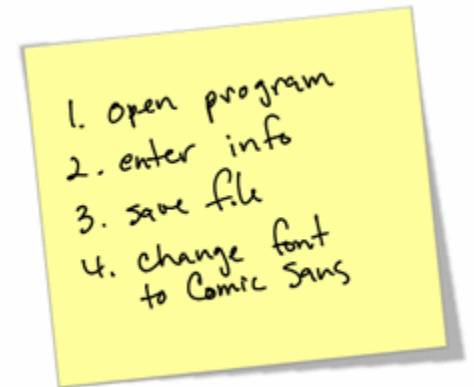 1. open program
2. enter info
3. save file
4. change font
to Comic Sans